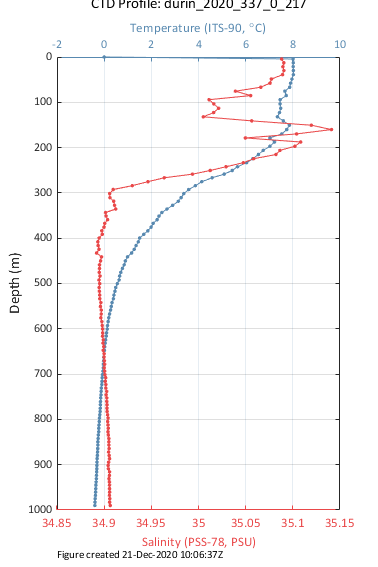 CTD Profile: durin_2020_337_0_217
Temperature (ITS-90, °C)
-2 0 2 4 6 8 10
0
100
200
300
400
500
600
700
800
900
1000
Depth (m)
34.85 34.9 34.95 35 35.05 35.1 35.15
Salinity (PSS-78, PSU)
Figure created 21-Dec-2020 10:06:37Z